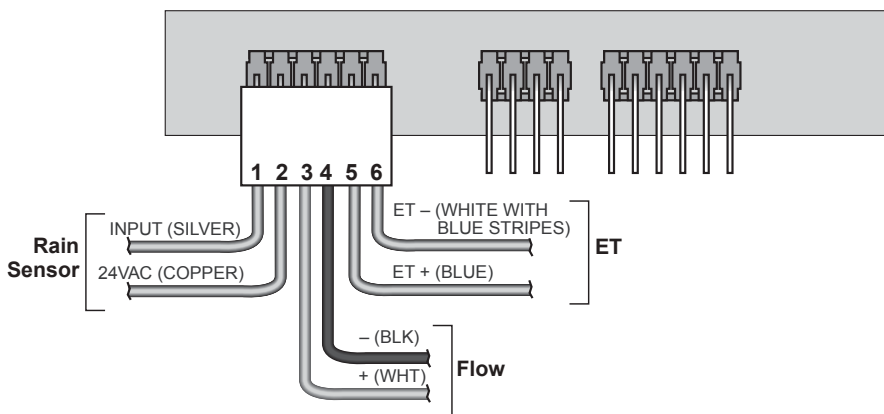 1 2 3 4 5 6
INPUT (SILVER)
Rain
Sensor
24VAC (COPPER)
ET – (WHITE WITH
BLUE STRIPES)
ET
ET + (BLUE)
– (BLK)
+ (WHT)
Flow